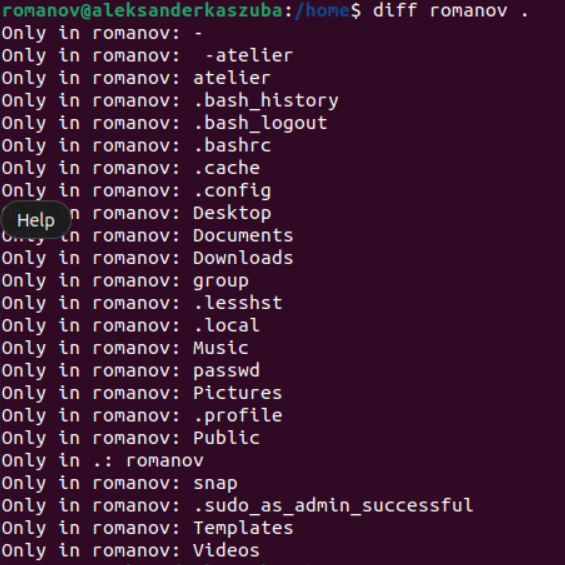 romanov@aleksanderkaszuba:/home$ diff romanov .
Only in romanov: -
Only in romanov:  -atelier
Only in romanov: atelier
Only in romanov: .bash_history
Only in romanov: .bash_logout
Only in romanov: .bashrc
Only in romanov: .cache
Only in romanov: .config
Help
romanov: Desktop
Only in romanov: Documents
Only in romanov: Downloads
Only in romanov: group
Only in romanov: .lesshst
Only in romanov: .local
Only in romanov: Music
Only in romanov: passwd
Only in romanov: Pictures
Only in romanov: .profile
Only in romanov: Public
Only in .: romanov
Only in romanov: snap
Only in romanov: .sudo_as_admin_successful
Only in romanov: Templates
Only in romanov: Videos